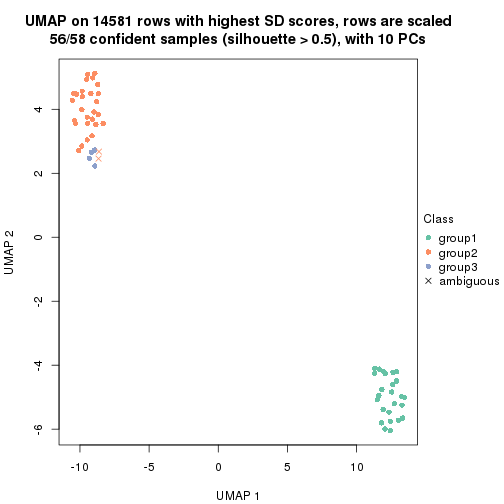 UMAP on 14581 rows with highest SD scores, rows are scaled
56/58 confident samples (silhouette > 0.5), with 10 PCs
4
2
0
-2
-4
-6
UMAP 2
-10
-5
0
5
10
UMAP 1
Class
group1
group2
group3
ambiguous